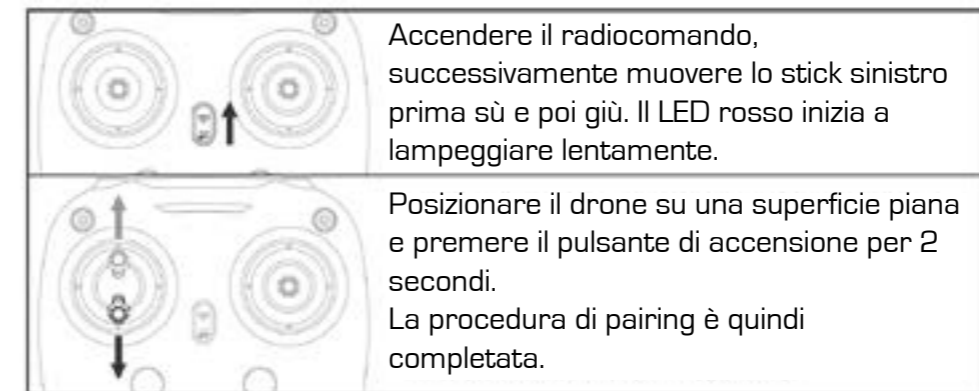 Accendere il radiocomando,
successivamente muovere lo stick sinistro
prima sù e poi giù. Il LED rosso inizia a
lampeggiare lentamente.
Posizionare il drone su una superficie piana
e premere il pulsante di accensione per 2
secondi.
La procedura di pairing è quindi
completata.